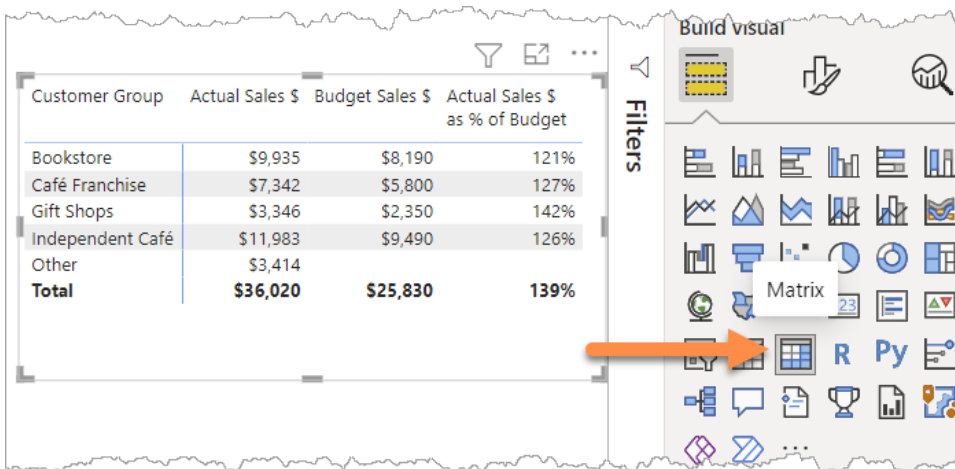 Build visual
Filters
Customer Group Actual Sales $ Budget Sales $ Actual Sales $
as % of Budget
Bookstore $9,935 $8,190 121%
Café Franchise $7,342 $5,800 127%
Gift Shops $3,346 $2,350 142%
Independent Café $11,983 $9,490 126%
Other $3,414
Total $36,020 $25,830 139%
Matrix
123
R Py